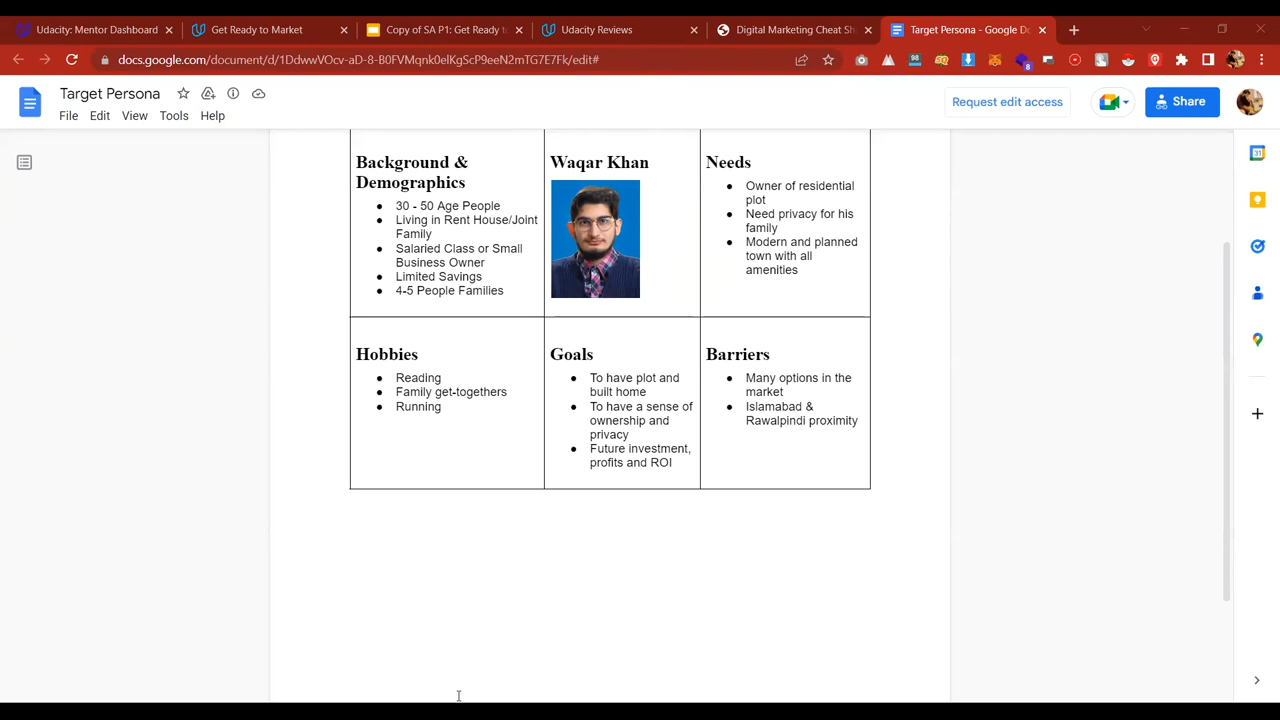 Udacity: Mentor Dashboard
Get Ready to Market
Copy of SA P1: Get Ready to
Udacity Reviews
Digital Marketing Cheat Sh
Target Persona - Google Do
docs.google.com/document/d/1DdwwVOcv-aD-8-B0FVMqnk0elKgScP9eeN2mTG7E7Fk/edit#
98
8
Target Persona
File Edit View Tools Help
Request edit access
Share
31
Background &
Demographics
● 30 - 50 Age People
● Living in Rent House/Joint
Family
● Salaried Class or Small
Business Owner
● Limited Savings
● 4-5 People Families
Waqar Khan
Needs
● Owner of residential
plot
● Need privacy for his
family
● Modern and planned
town with all
amenities
Hobbies
● Reading
● Family get-togethers
● Running
Goals
● To have plot and
built home
● To have a sense of
ownership and
privacy
● Future investment,
profits and ROI
Barriers
● Many options in the
market
● Islamabad &
Rawalpindi proximity